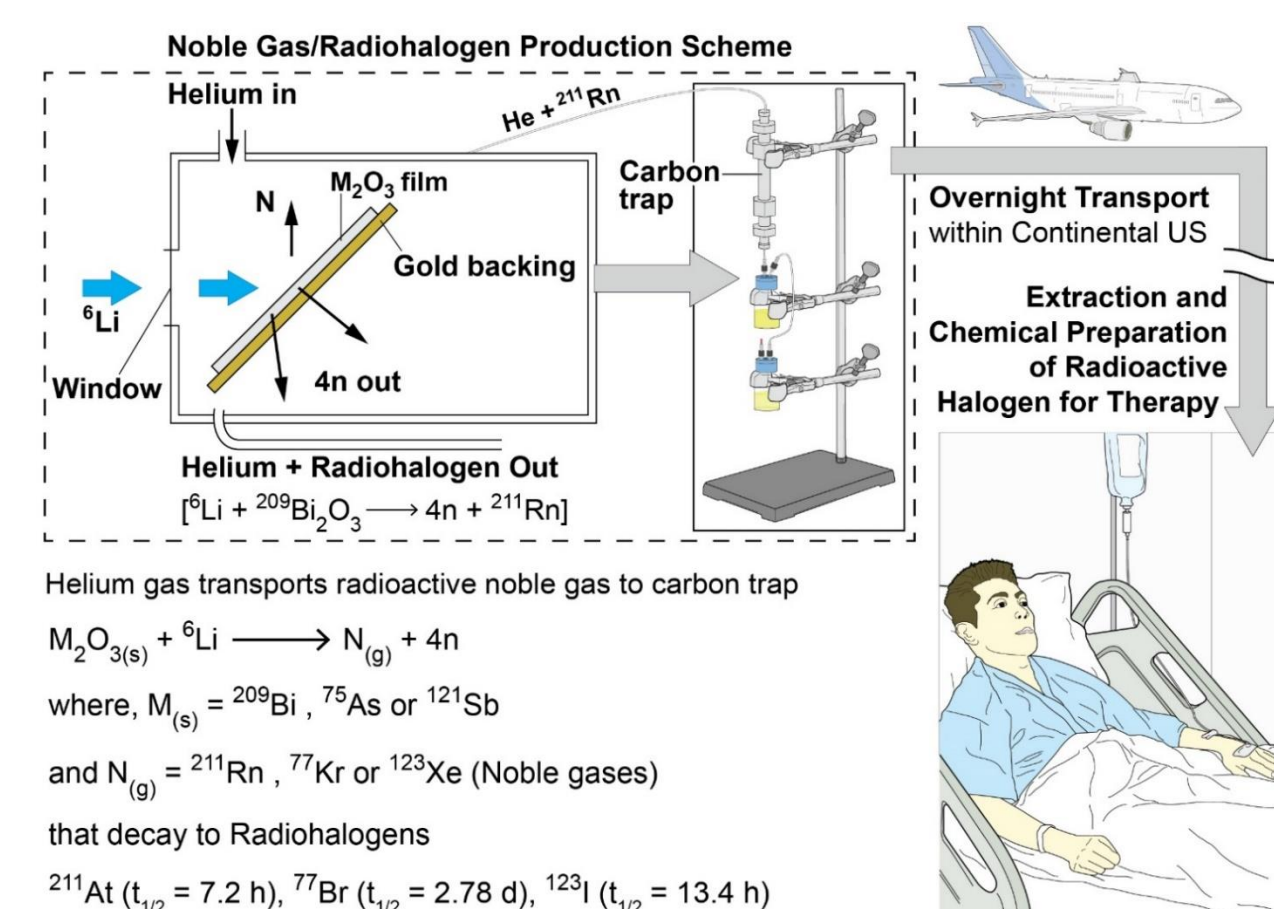 Noble Gas/Radiohalogen Production Scheme
Helium in
He + ²¹¹Rn
M₂O₃ film
N
Gold backing
⁶Li
Window
4n out
Carbon
trap
Helium + Radiohalogen Out
[⁶Li + ²⁰⁹Bi₂O₃ ⟶ 4n + ²¹¹Rn]
Overnight Transport
within Continental US
Extraction and
Chemical Preparation
of Radioactive
Halogen for Therapy
Helium gas transports radioactive noble gas to carbon trap
M₂O₃₍ₛ₎ + ⁶Li ⟶ N₍g₎ + 4n
where, M₍ₛ₎ = ²⁰⁹Bi , ⁷⁵As or ¹²¹Sb
and N₍g₎ = ²¹¹Rn , ⁷⁷Kr or ¹²³Xe (Noble gases)
that decay to Radiohalogens
²¹¹At (t₁/₂ = 7.2 h), ⁷⁷Br (t₁/₂ = 2.78 d), ¹²³I (t₁/₂ = 13.4 h)